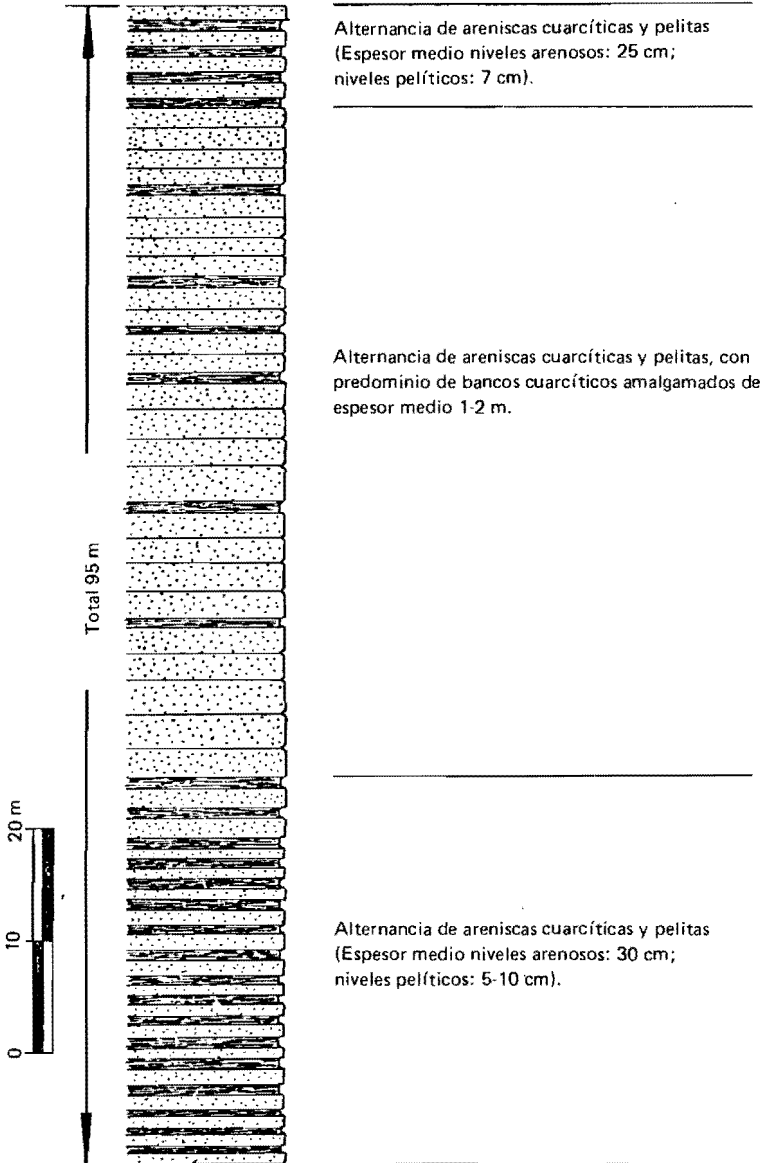 Alternancia de areniscas cuarcíticas y pelitas
(Espesor medio niveles arenosos: 25 cm;
niveles pelíticos: 7 cm).
Alternancia de areniscas cuarcíticas y pelitas, con
predominio de bancos cuarcíticos amalgamados de
espesor medio 1-2 m.
Total 95 m
20 m
10
0
Alternancia de areniscas cuarcíticas y pelitas
(Espesor medio niveles arenosos: 30 cm;
niveles pelíticos: 5-10 cm).